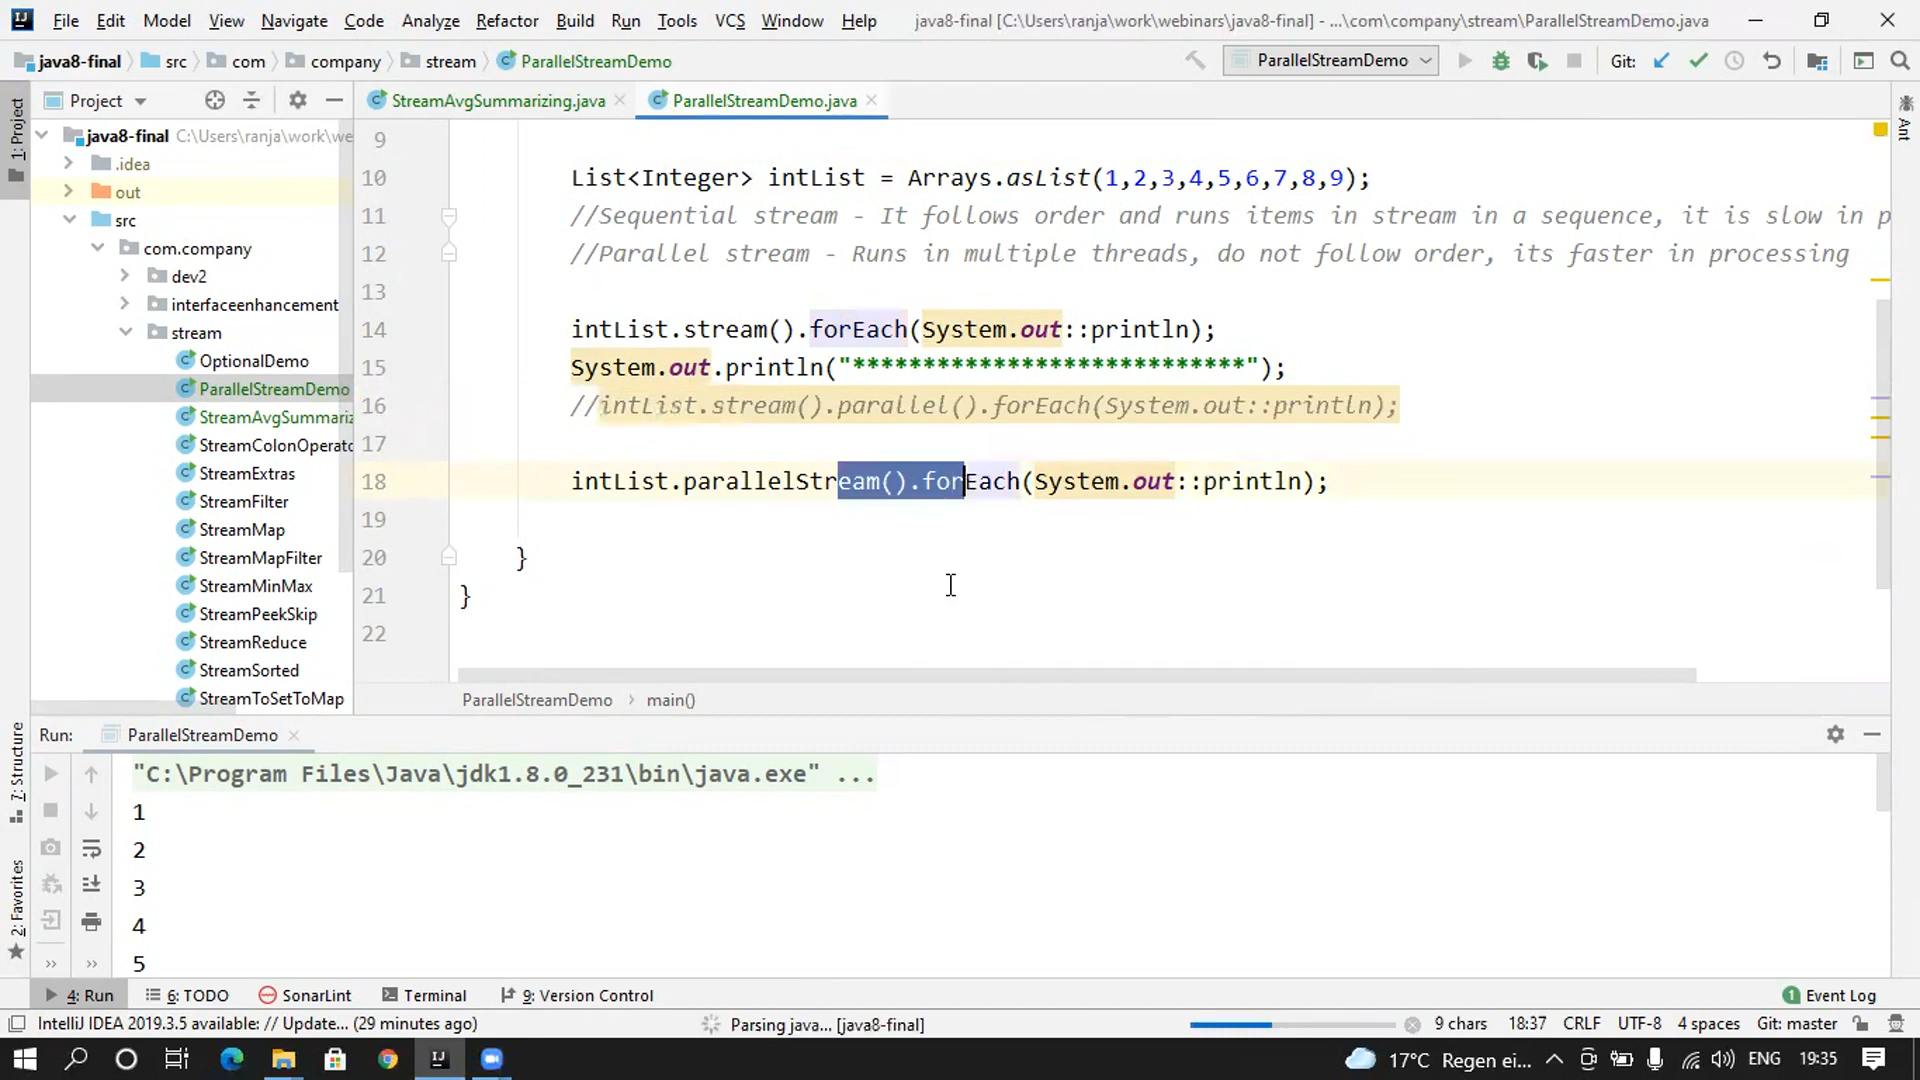 File Edit Model View Navigate Code Analyze Refactor Build Run Tools VCS Window Help java8-final [C:\Users\ranja\work\webinars\java8-final] - ...\com\company\stream\ParallelStreamDemo.java
java8-final src com company stream ParallelStreamDemo ParallelStreamDemo Git:
Project StreamAvgSummarizing.java ParallelStreamDemo.java
1: Project
Ant
java8-final C:\Users\ranja\work\we
.idea
out
src
com.company
dev2
interfaceenhancement
stream
OptionalDemo
ParallelStreamDemo
StreamAvgSummariz
StreamColonOperato
StreamExtras
StreamFilter
StreamMap
StreamMapFilter
StreamMinMax
StreamPeekSkip
StreamReduce
StreamSorted
StreamToSetToMap
9
10 List<Integer> intList = Arrays.asList(1,2,3,4,5,6,7,8,9);
11 //Sequential stream - It follows order and runs items in stream in a sequence, it is slow in p
12 //Parallel stream - Runs in multiple threads, do not follow order, its faster in processing
13
14 intList.stream().forEach(System.out::println);
15 System.out.println("****************************");
16 //intList.stream().parallel().forEach(System.out::println);
17
18 intList.parallelStream().forEach(System.out::println);
19
20 }
21 }
22
ParallelStreamDemo > main()
Run: ParallelStreamDemo
7: Structure
2: Favorites
"C:\Program Files\Java\jdk1.8.0_231\bin\java.exe" ...
1
2
3
4
5
4: Run 6: TODO SonarLint Terminal 9: Version Control 1 Event Log
IntelliJ IDEA 2019.3.5 available: // Update... (29 minutes ago) Parsing java... [java8-final] 9 chars 18:37 CRLF UTF-8 4 spaces Git: master
17°C Regen ei... ENG 19:35